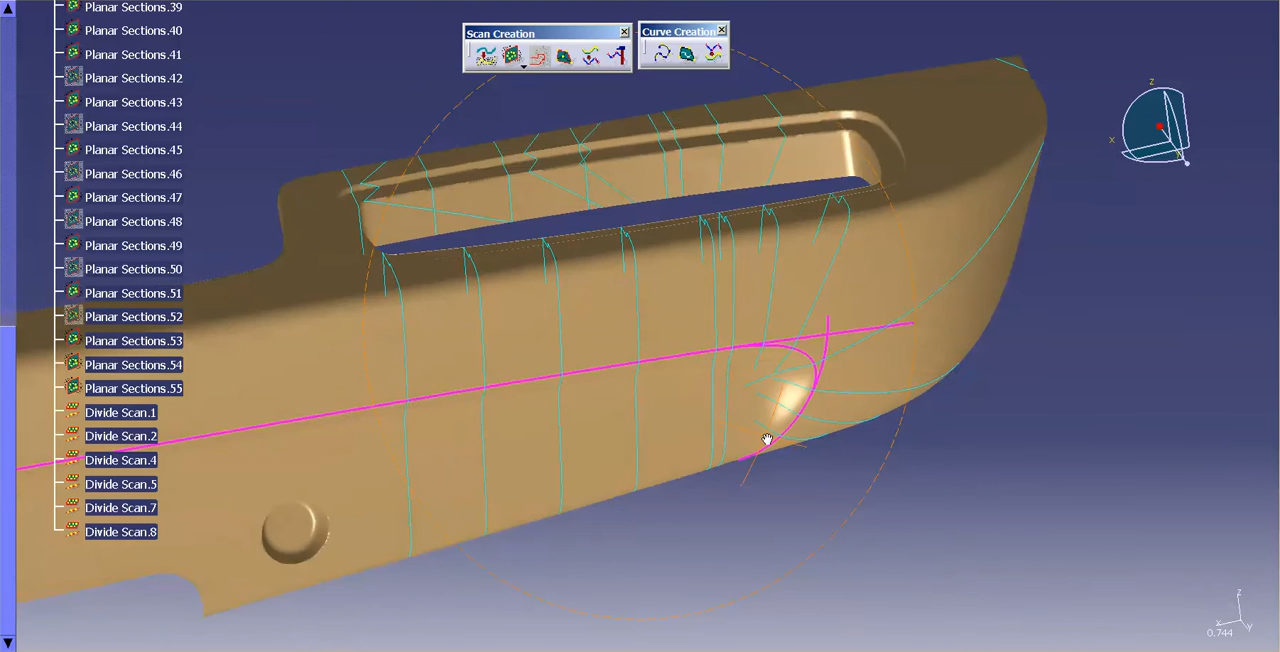 Planar Sections.39
Planar Sections.40
Planar Sections.41
Planar Sections.42
Planar Sections.43
Planar Sections.44
Planar Sections.45
Planar Sections.46
Planar Sections.47
Planar Sections.48
Planar Sections.49
Planar Sections.50
Planar Sections.51
Planar Sections.52
Planar Sections.53
Planar Sections.54
Planar Sections.55
Divide Scan.1
Divide Scan.2
Divide Scan.4
Divide Scan.5
Divide Scan.7
Divide Scan.8
Scan Creation
Curve Creation
z
x
z
x
y
0.744